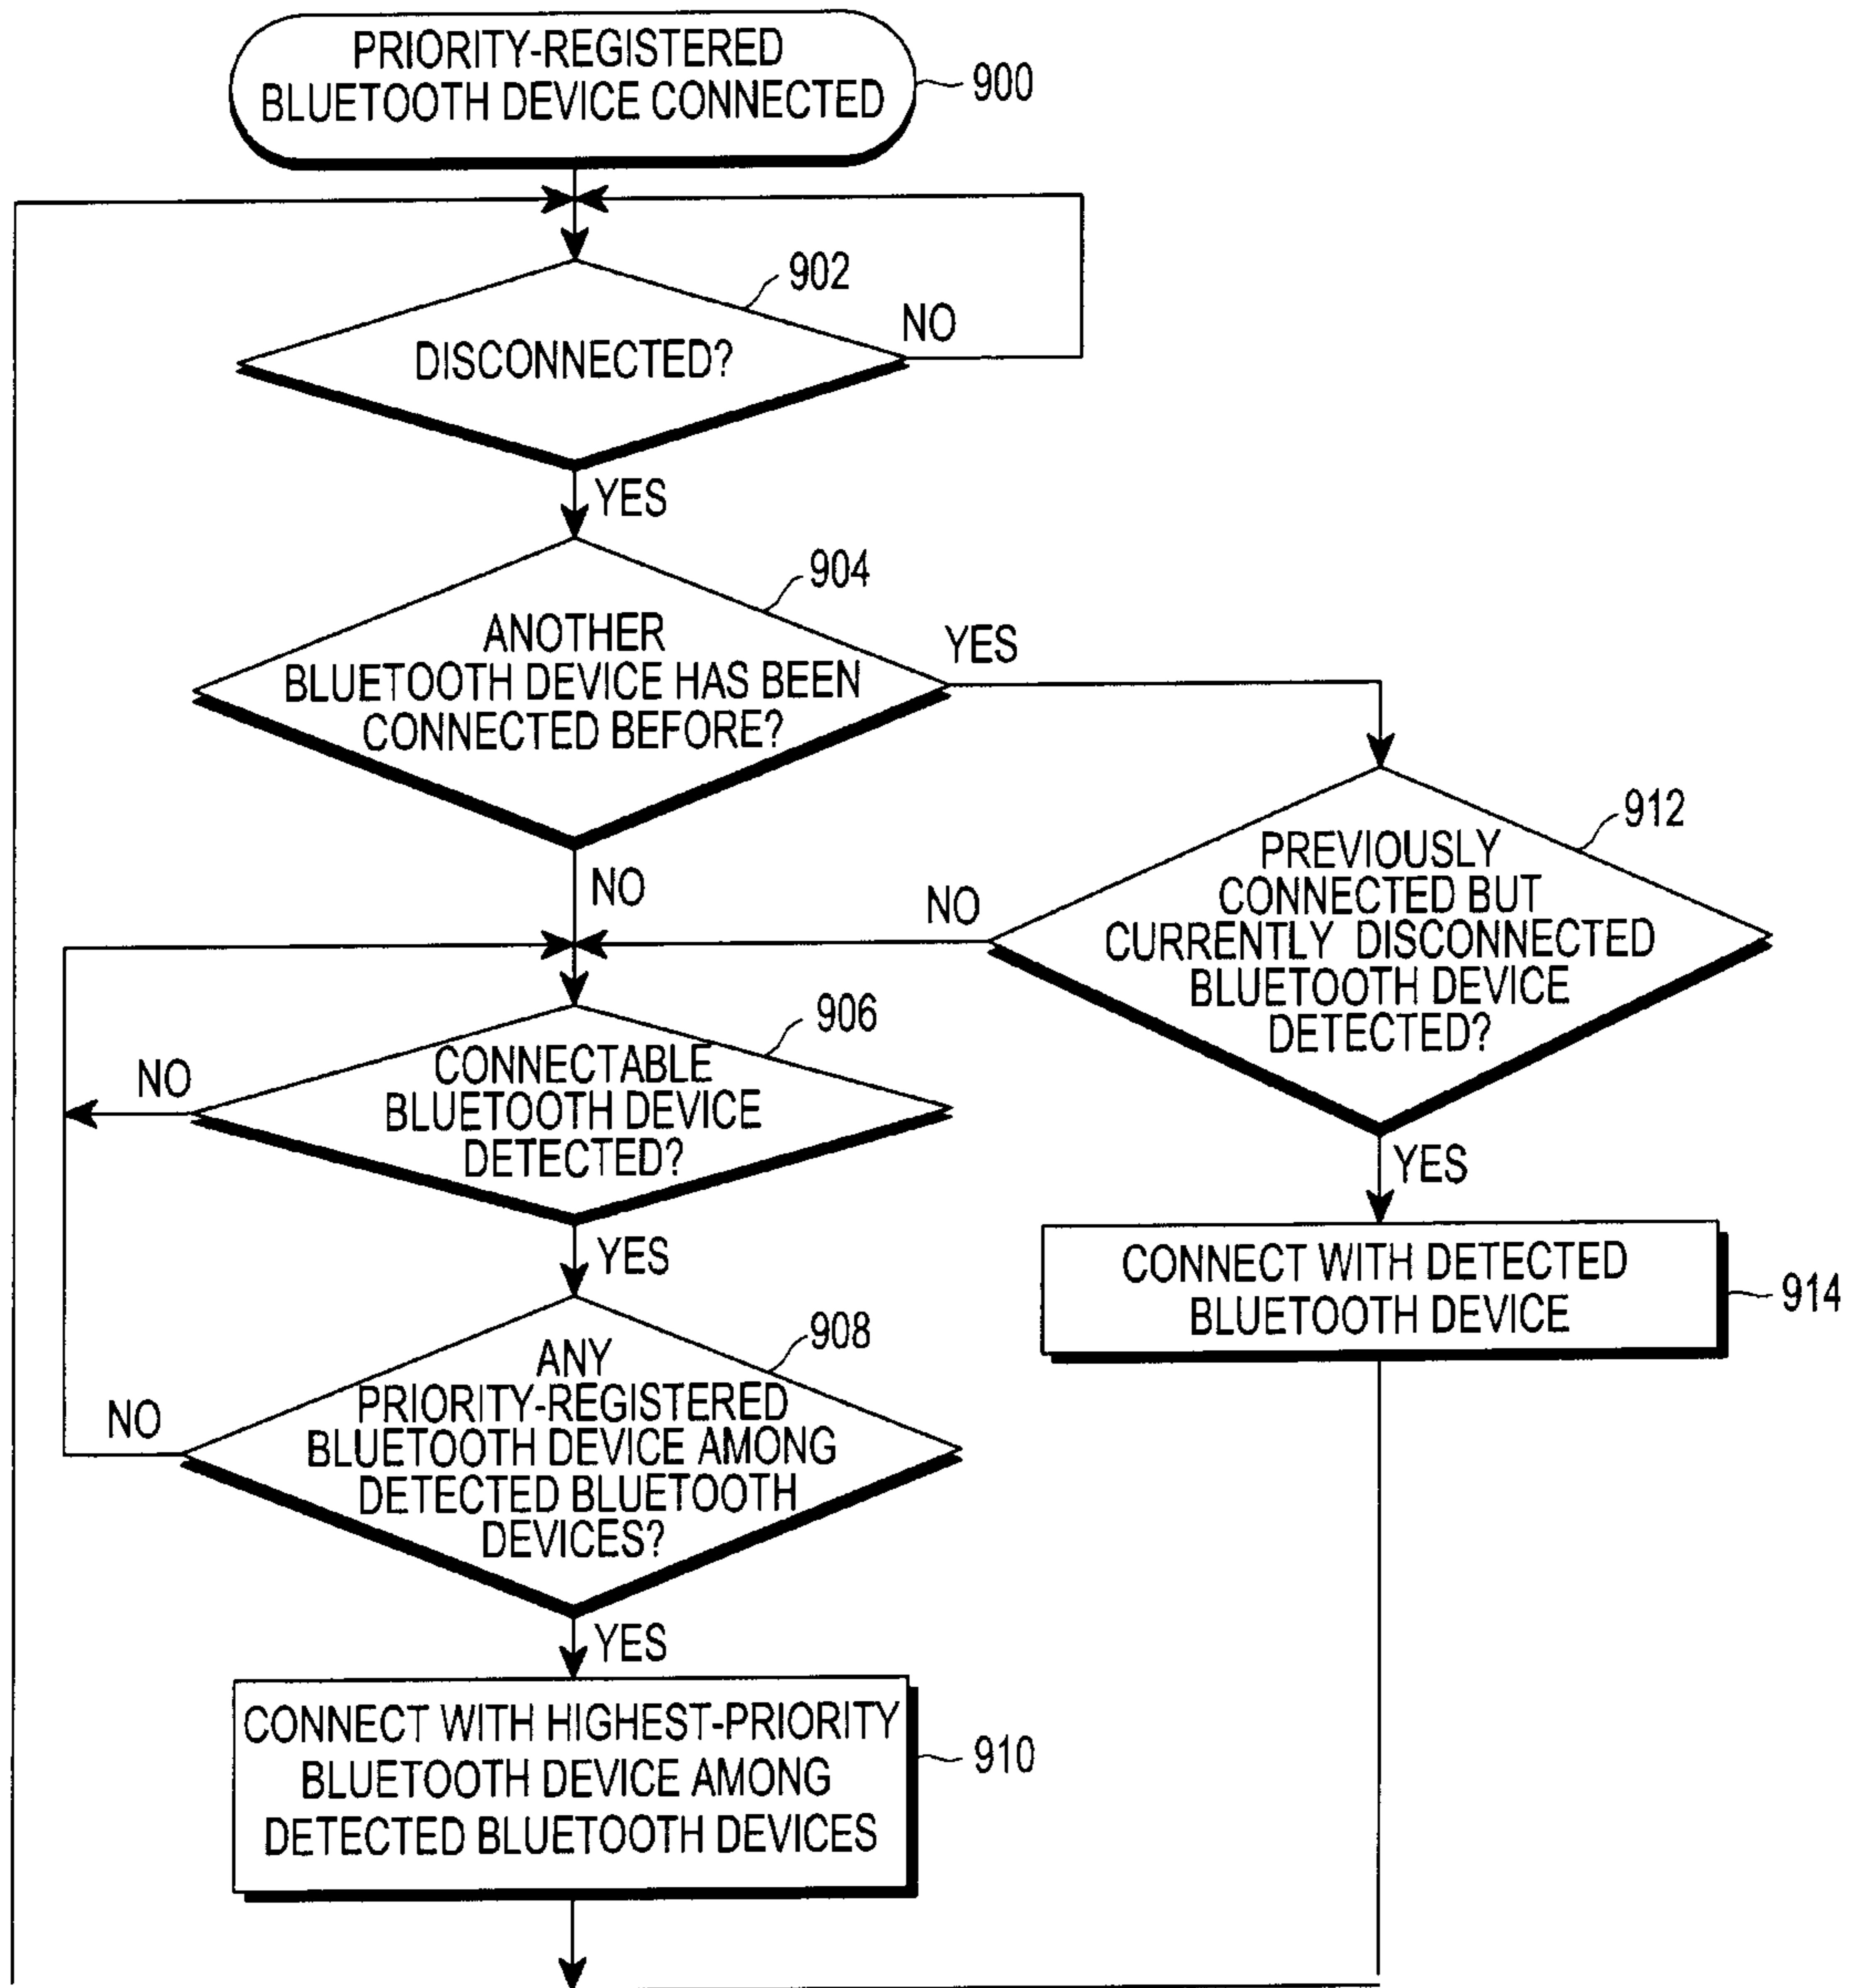 PRIORITY-REGISTERED
BLUETOOTH DEVICE CONNECTED
900
902
NO
DISCONNECTED?
YES
904
ANOTHER
BLUETOOTH DEVICE HAS BEEN
CONNECTED BEFORE?
YES
NO
912
PREVIOUSLY
CONNECTED BUT
CURRENTLY DISCONNECTED
BLUETOOTH DEVICE
DETECTED?
NO
YES
906
CONNECTABLE
BLUETOOTH DEVICE
DETECTED?
NO
YES
CONNECT WITH DETECTED
BLUETOOTH DEVICE
914
908
ANY
PRIORITY-REGISTERED
BLUETOOTH DEVICE AMONG
DETECTED BLUETOOTH
DEVICES?
NO
YES
CONNECT WITH HIGHEST-PRIORITY
BLUETOOTH DEVICE AMONG
DETECTED BLUETOOTH DEVICES
910